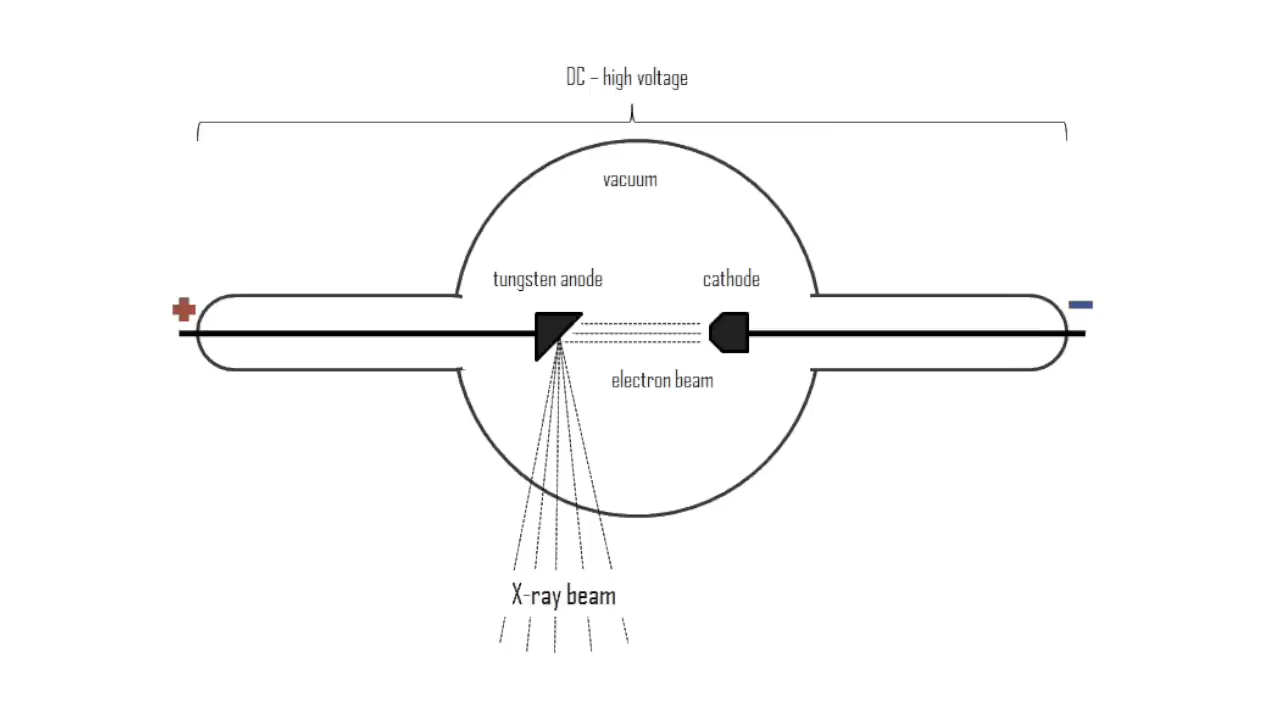 DC – high voltage
vacuum
tungsten anode
cathode
electron beam
X-ray beam